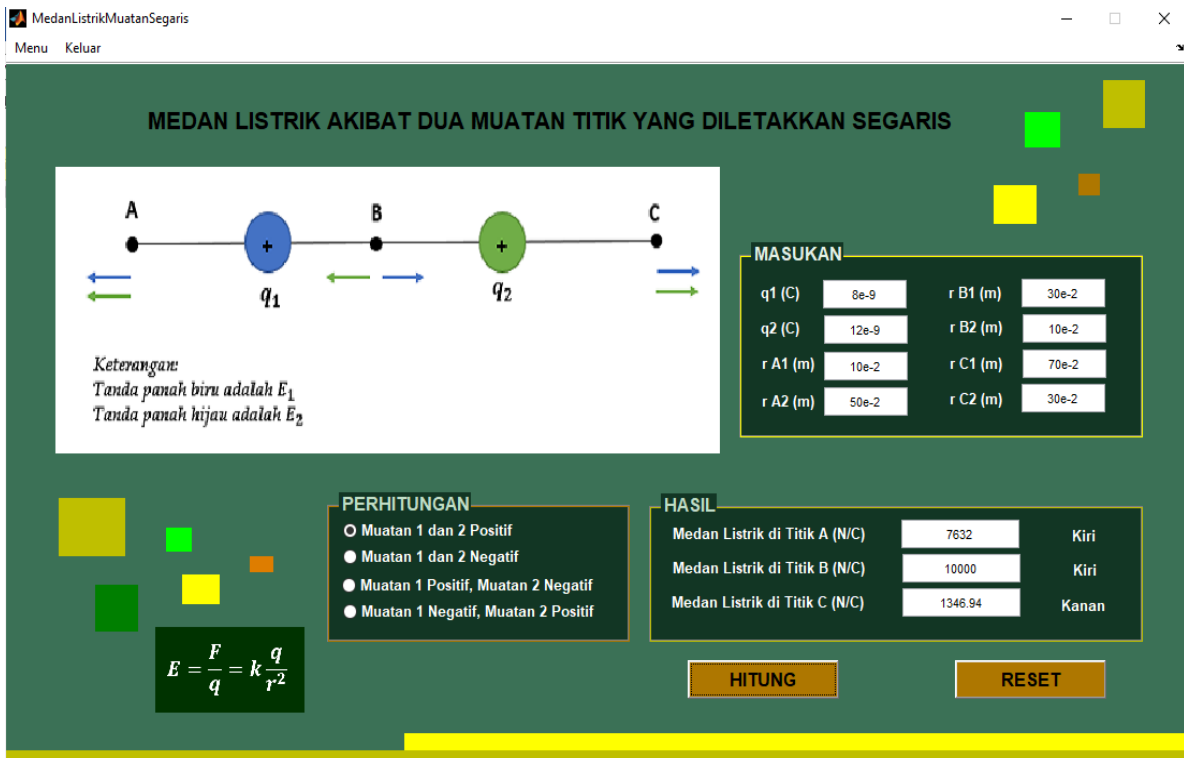 MedanListrikMuatanSegaris
Menu Keluar
MEDAN LISTRIK AKIBAT DUA MUATAN TITIK YANG DILETAKKAN SEGARIS
A B C
+ +
q₁ q₂
Keterangan:
Tanda panah biru adalah E₁
Tanda panah hijau adalah E₂
MASUKAN
q1 (C) 8e-9 r B1 (m) 30e-2
q2 (C) 12e-9 r B2 (m) 10e-2
r A1 (m) 10e-2 r C1 (m) 70e-2
r A2 (m) 50e-2 r C2 (m) 30e-2
PERHITUNGAN
Muatan 1 dan 2 Positif
Muatan 1 dan 2 Negatif
Muatan 1 Positif, Muatan 2 Negatif
Muatan 1 Negatif, Muatan 2 Positif
HASIL
Medan Listrik di Titik A (N/C) 7632 Kiri
Medan Listrik di Titik B (N/C) 10000 Kiri
Medan Listrik di Titik C (N/C) 1346.94 Kanan
E = F/q = k q/r²
HITUNG RESET